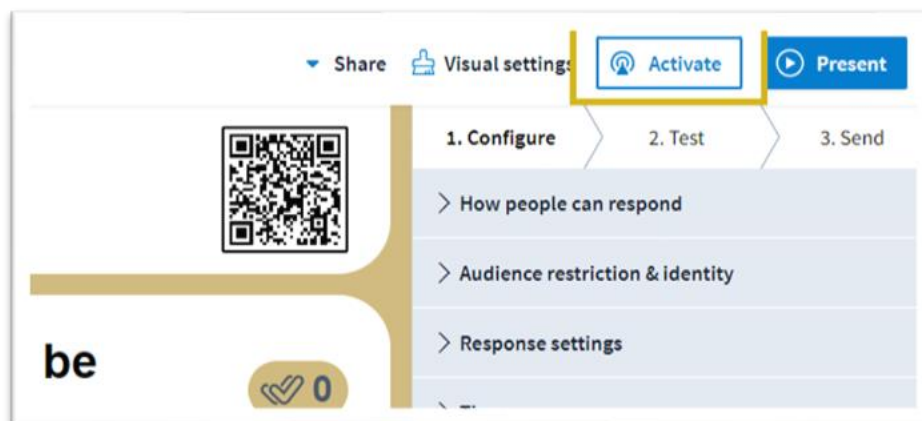 Share Visual settings Activate Present
1. Configure 2. Test 3. Send
How people can respond
Audience restriction & identity
Response settings
be
0